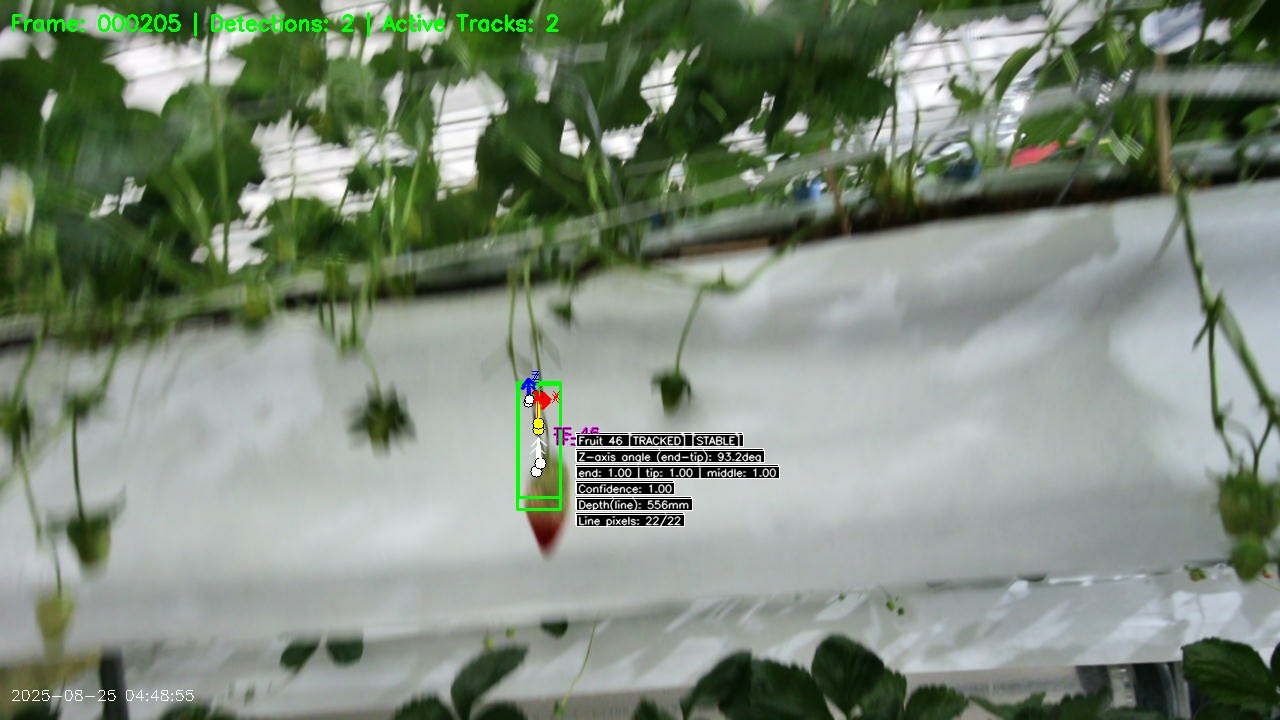 Frame: 000205 | Detections: 2 | Active Tracks: 2
Z
X
Fruit 46 [TRACKED] [STABLE]
Z-axis angle (end-tip): 93.2deg
end: 1.00 | tip: 1.00 | middle: 1.00
Confidence: 1.00
Depth(line): 556mm
Line pixels: 22/22
2025-08-25 04:48:55